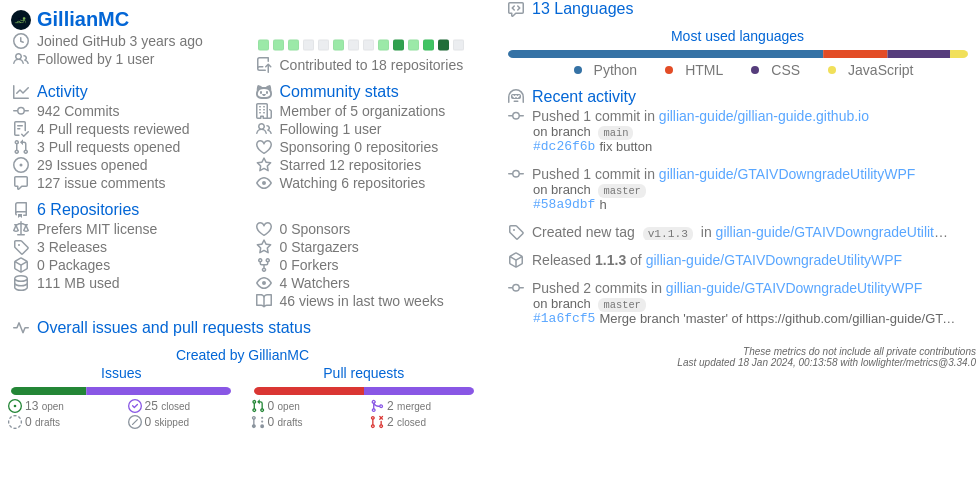 GillianMC
Joined GitHub 3 years ago
Followed by 1 user
Contributed to 18 repositories
Activity
942 Commits
4 Pull requests reviewed
3 Pull requests opened
29 Issues opened
127 issue comments
Community stats
Member of 5 organizations
Following 1 user
Sponsoring 0 repositories
Starred 12 repositories
Watching 6 repositories
6 Repositories
Prefers MIT license
3 Releases
0 Packages
111 MB used
0 Sponsors
0 Stargazers
0 Forkers
4 Watchers
46 views in last two weeks
Overall issues and pull requests status
Created by GillianMC
Issues
13 open
25 closed
0 drafts
0 skipped
Pull requests
0 open
2 merged
0 drafts
2 closed
13 Languages
Most used languages
Python HTML CSS JavaScript
Recent activity
Pushed 1 commit in gillian-guide/gillian-guide.github.io
on branch main
#dc26f6b fix button
Pushed 1 commit in gillian-guide/GTAIVDowngradeUtilityWPF
on branch master
#58a9dbf h
Created new tag v1.1.3 in gillian-guide/GTAIVDowngradeUtilit…
Released 1.1.3 of gillian-guide/GTAIVDowngradeUtilityWPF
Pushed 2 commits in gillian-guide/GTAIVDowngradeUtilityWPF
on branch master
#1a6fcf5 Merge branch 'master' of https://github.com/gillian-guide/GT…
These metrics do not include all private contributions
Last updated 18 Jan 2024, 00:13:58 with lowlighter/metrics@3.34.0